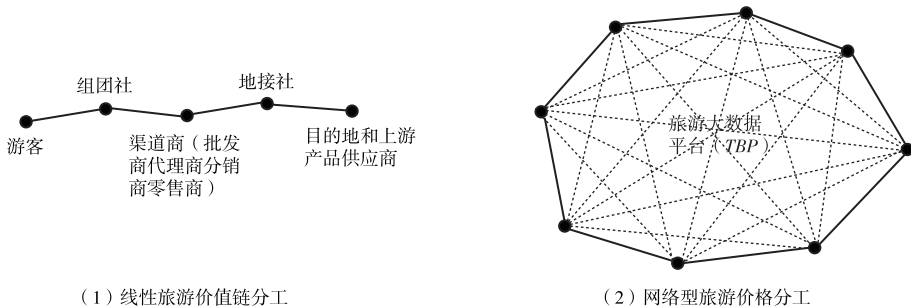 组团社
地接社
游客
渠道商（批发
商代理商分销
商零售商）
目的地和上游
产品供应商
旅游大数据
平台（TBP）
（1）线性旅游价值链分工
（2）网络型旅游价格分工